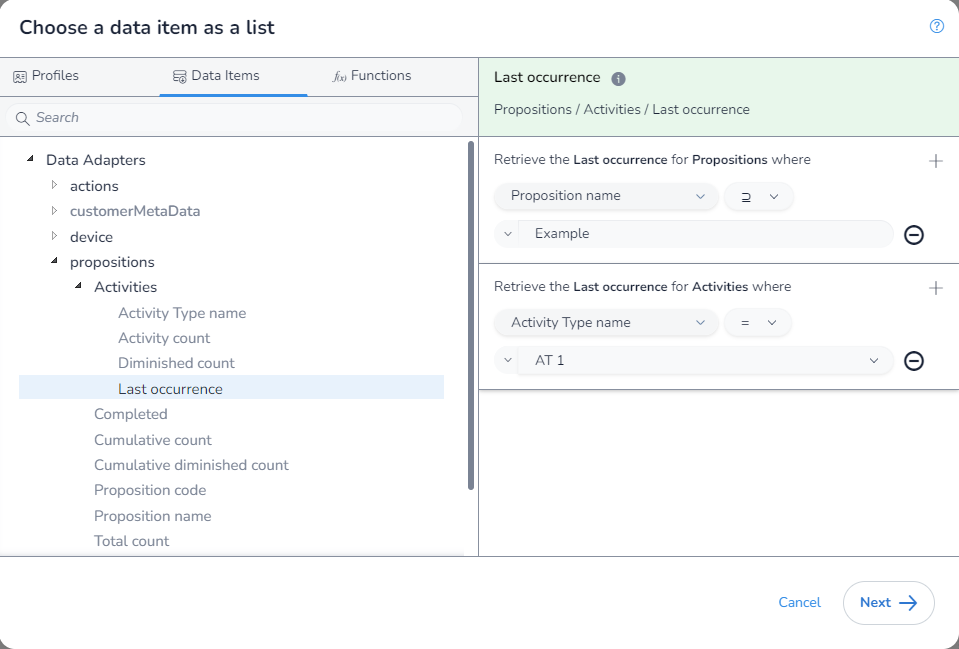 Choose a data item as a list
?
Profiles
Data Items
f(x) Functions
Search
Data Adapters
actions
customerMetaData
device
propositions
Activities
Activity Type name
Activity count
Diminished count
Last occurrence
Completed
Cumulative count
Cumulative diminished count
Proposition code
Proposition name
Total count
Last occurrence i
Propositions / Activities / Last occurrence
Retrieve the Last occurrence for Propositions where
Proposition name ⊇
Example
Retrieve the Last occurrence for Activities where
Activity Type name =
AT 1
Cancel
Next